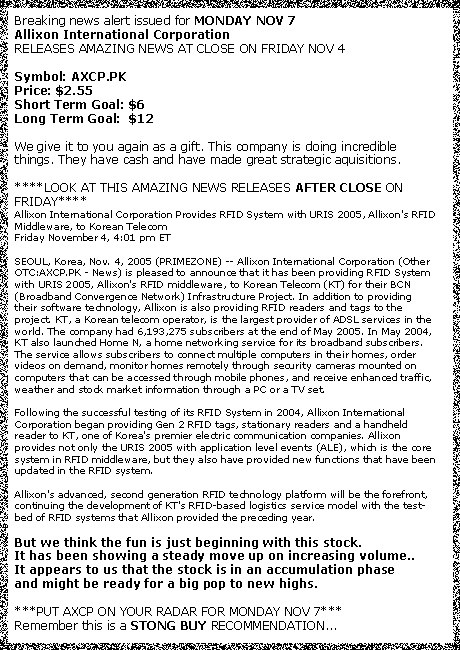 Breaking news alert issued for MONDAY NOV 7
Allixon International Corporation
RELEASES AMAZING NEWS AT CLOSE ON FRIDAY NOV 4
Symbol: AXCP.PK
Price: $2.55
Short Term Goal: $6
Long Term Goal:  $12
We give it to you again as a gift. This company is doing incredible
things. They have cash and have made great strategic aquisitions.
****LOOK AT THIS AMAZING NEWS RELEASES AFTER CLOSE ON
FRIDAY****
Allixon International Corporation Provides RFID System with URIS 2005, Allixon's RFID
Middleware, to Korean Telecom
Friday November 4, 4:01 pm ET
SEOUL, Korea, Nov. 4, 2005 (PRIMEZONE) -- Allixon International Corporation (Other
OTC:AXCP.PK - News) is pleased to announce that it has been providing RFID System
with URIS 2005, Allixon's RFID middleware, to Korean Telecom (KT) for their BCN
(Broadband Convergence Network) Infrastructure Project. In addition to providing
their software technology, Allixon is also providing RFID readers and tags to the
project. KT, a Korean telecom operator, is the largest provider of ADSL services in the
world. The company had 6,193,275 subscribers at the end of May 2005. In May 2004,
KT also launched Home N, a home networking service for its broadband subscribers.
The service allows subscribers to connect multiple computers in their homes, order
videos on demand, monitor homes remotely through security cameras mounted on
computers that can be accessed through mobile phones, and receive enhanced traffic,
weather and stock market information through a PC or a TV set.
Following the successful testing of its RFID System in 2004, Allixon International
Corporation began providing Gen 2 RFID tags, stationary readers and a handheld
reader to KT, one of Korea's premier electric communication companies. Allixon
provides not only the URIS 2005 with application level events (ALE), which is the core
system in RFID middleware, but they also have provided new functions that have been
updated in the RFID system.
Allixon's advanced, second generation RFID technology platform will be the forefront,
continuing the development of KT's RFID-based logistics service model with the test-
bed of RFID systems that Allixon provided the preceding year.
But we think the fun is just beginning with this stock.
It has been showing a steady move up on increasing volume..
It appears to us that the stock is in an accumulation phase
and might be ready for a big pop to new highs.
***PUT AXCP ON YOUR RADAR FOR MONDAY NOV 7***
Remember this is a STONG BUY RECOMMENDATION...